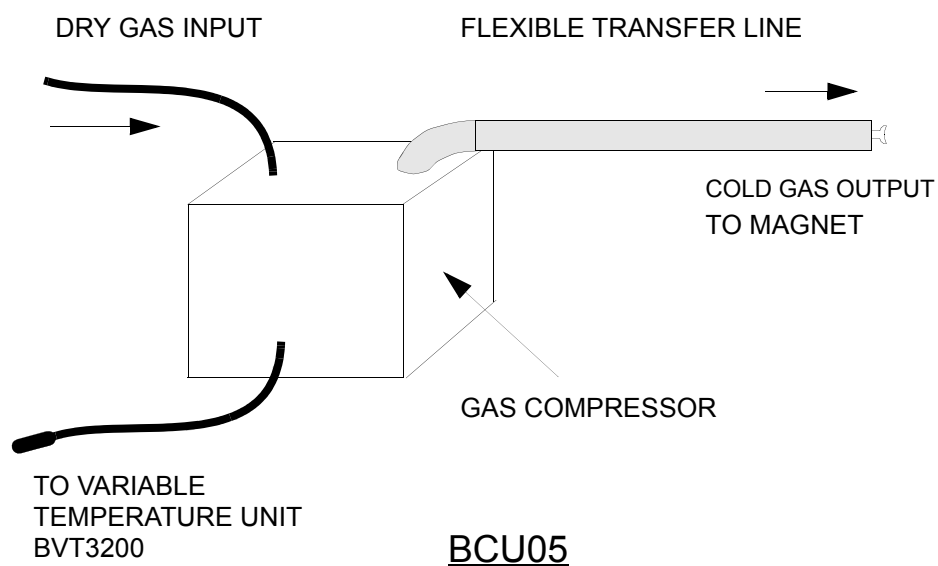 DRY GAS INPUT
FLEXIBLE TRANSFER LINE
COLD GAS OUTPUT
TO MAGNET
GAS COMPRESSOR
TO VARIABLE
TEMPERATURE UNIT
BVT3200
BCU05